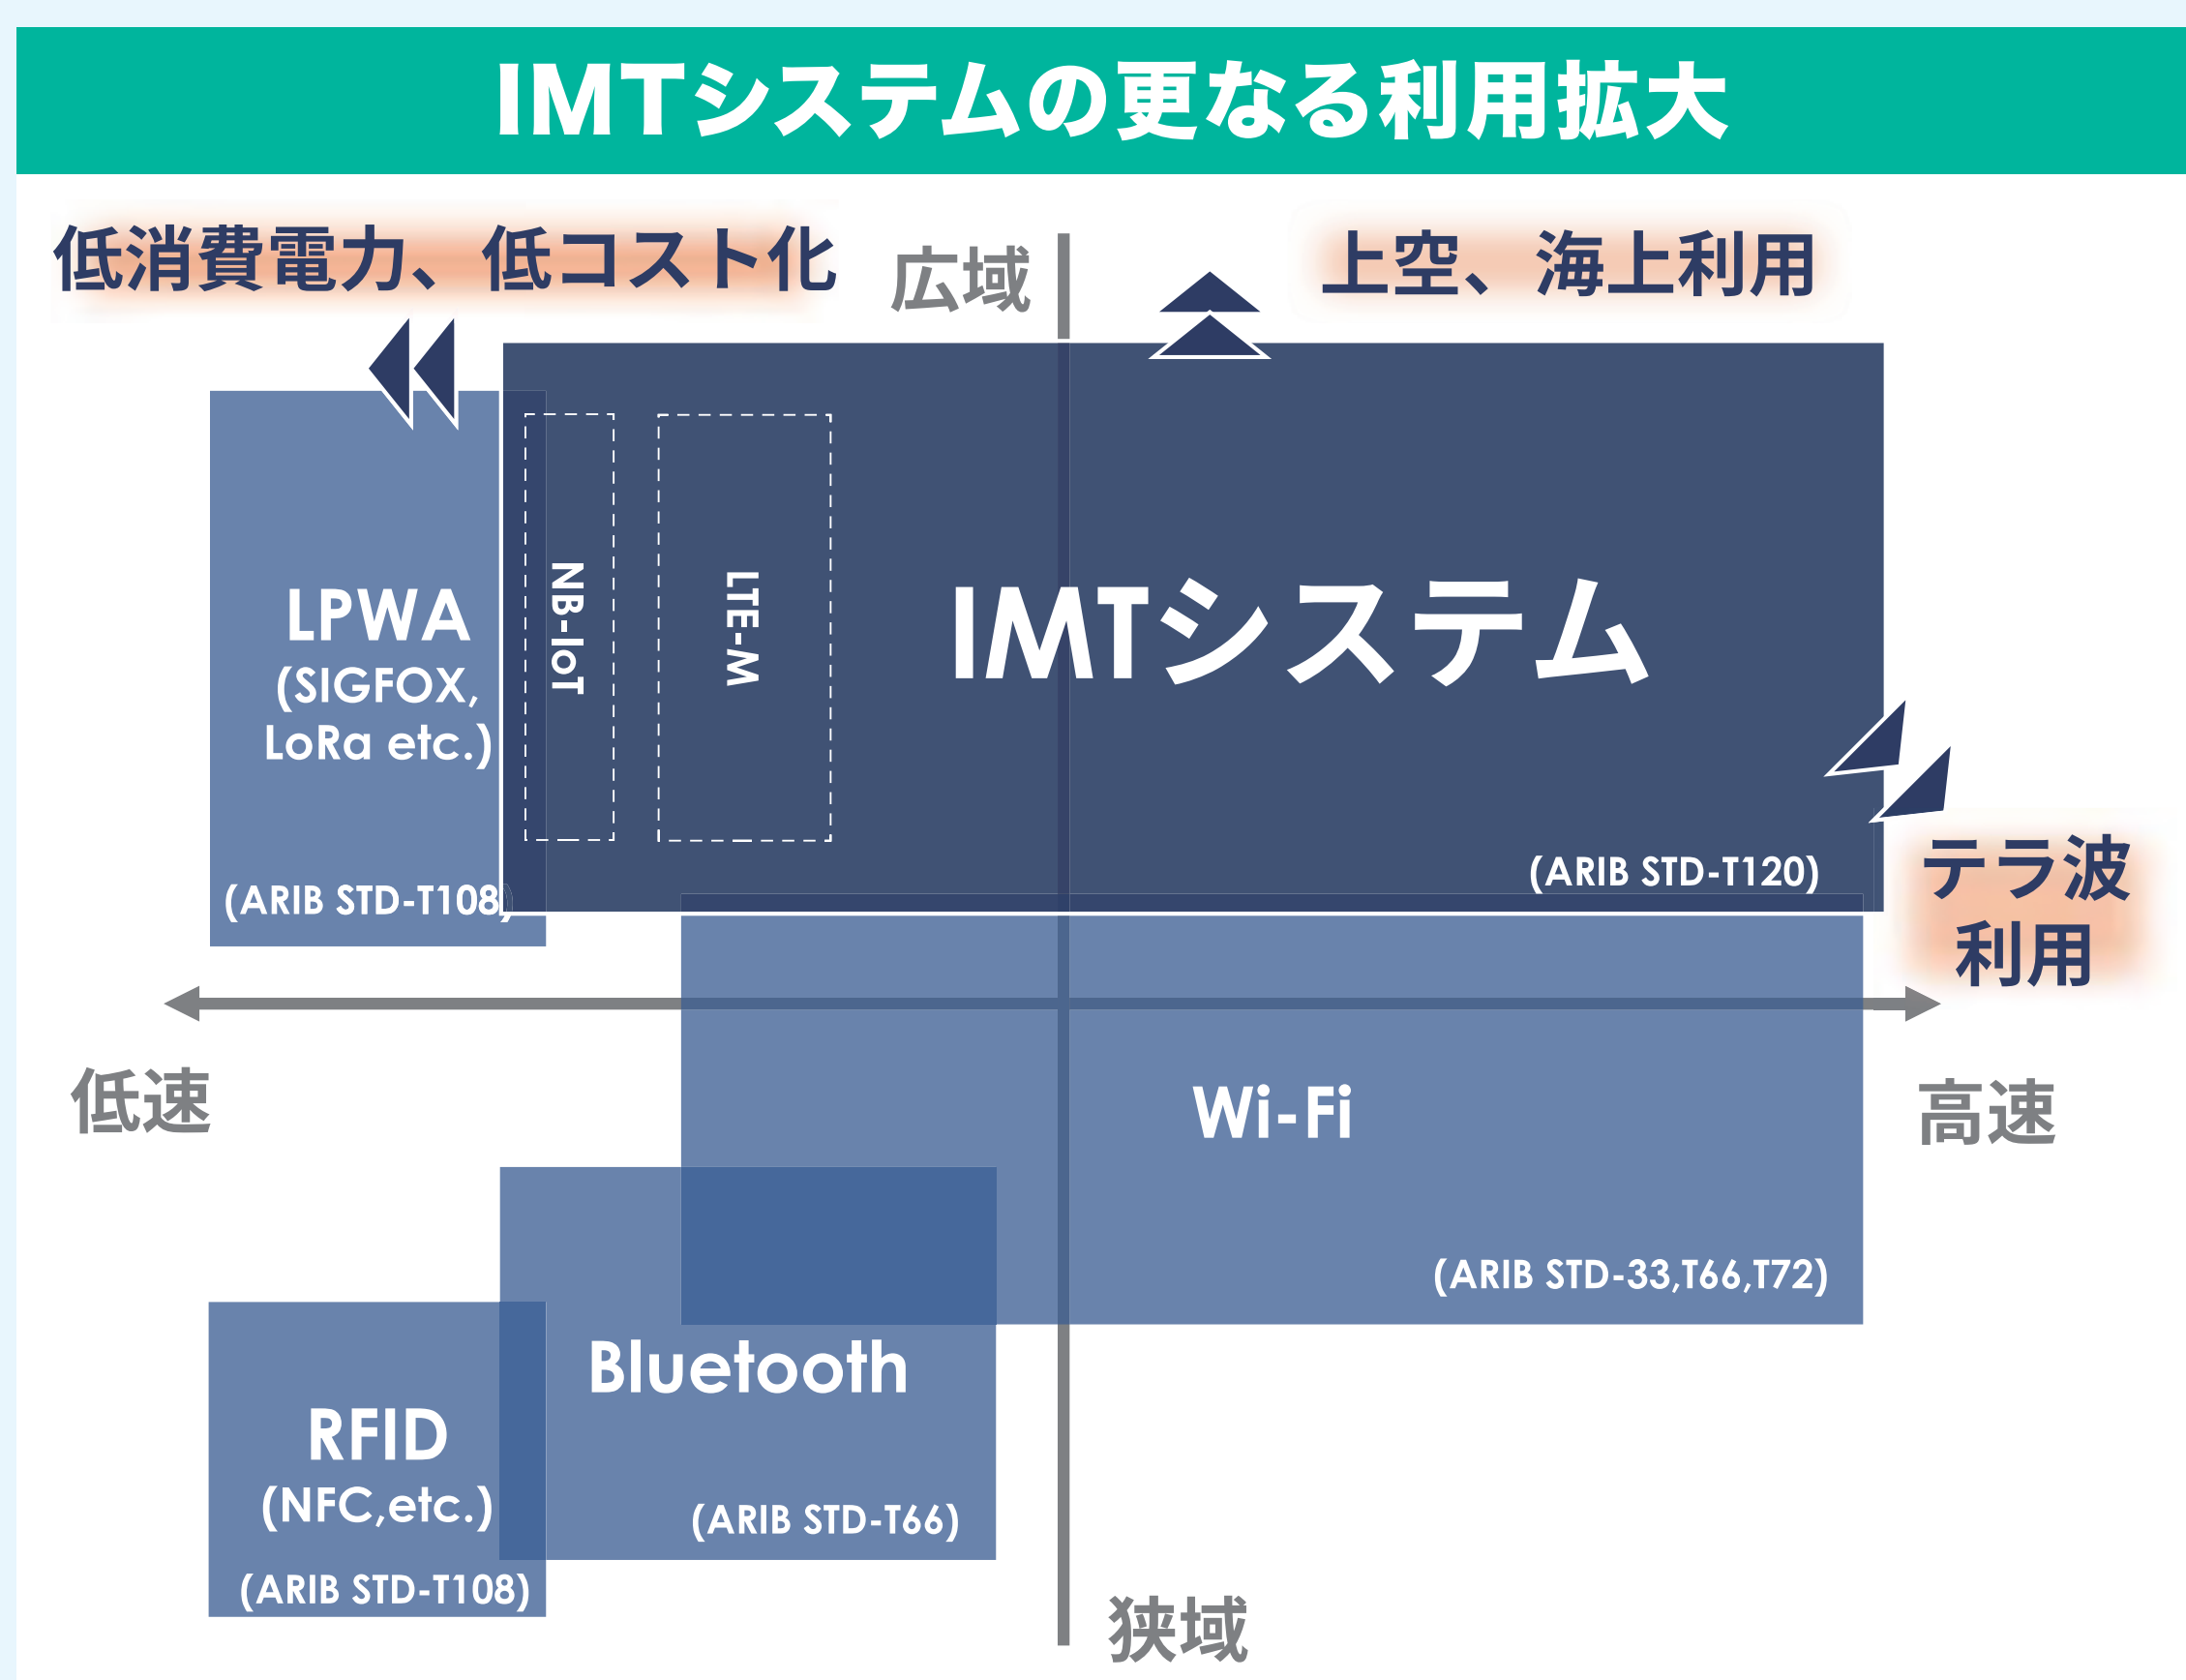 IMTシステムの更なる利用拡大
低消費電力、低コスト化
広域
上空、海上利用
LPWA
(SIGFOX,
LoRa etc.)
(ARIB STD-T108)
NB-IoT
LTE-M
IMTシステム
(ARIB STD-T120)
テラ波
利用
低速
高速
Wi-Fi
(ARIB STD-33,T66,T72)
Bluetooth
(ARIB STD-T66)
RFID
(NFC,etc.)
(ARIB STD-T108)
狭域